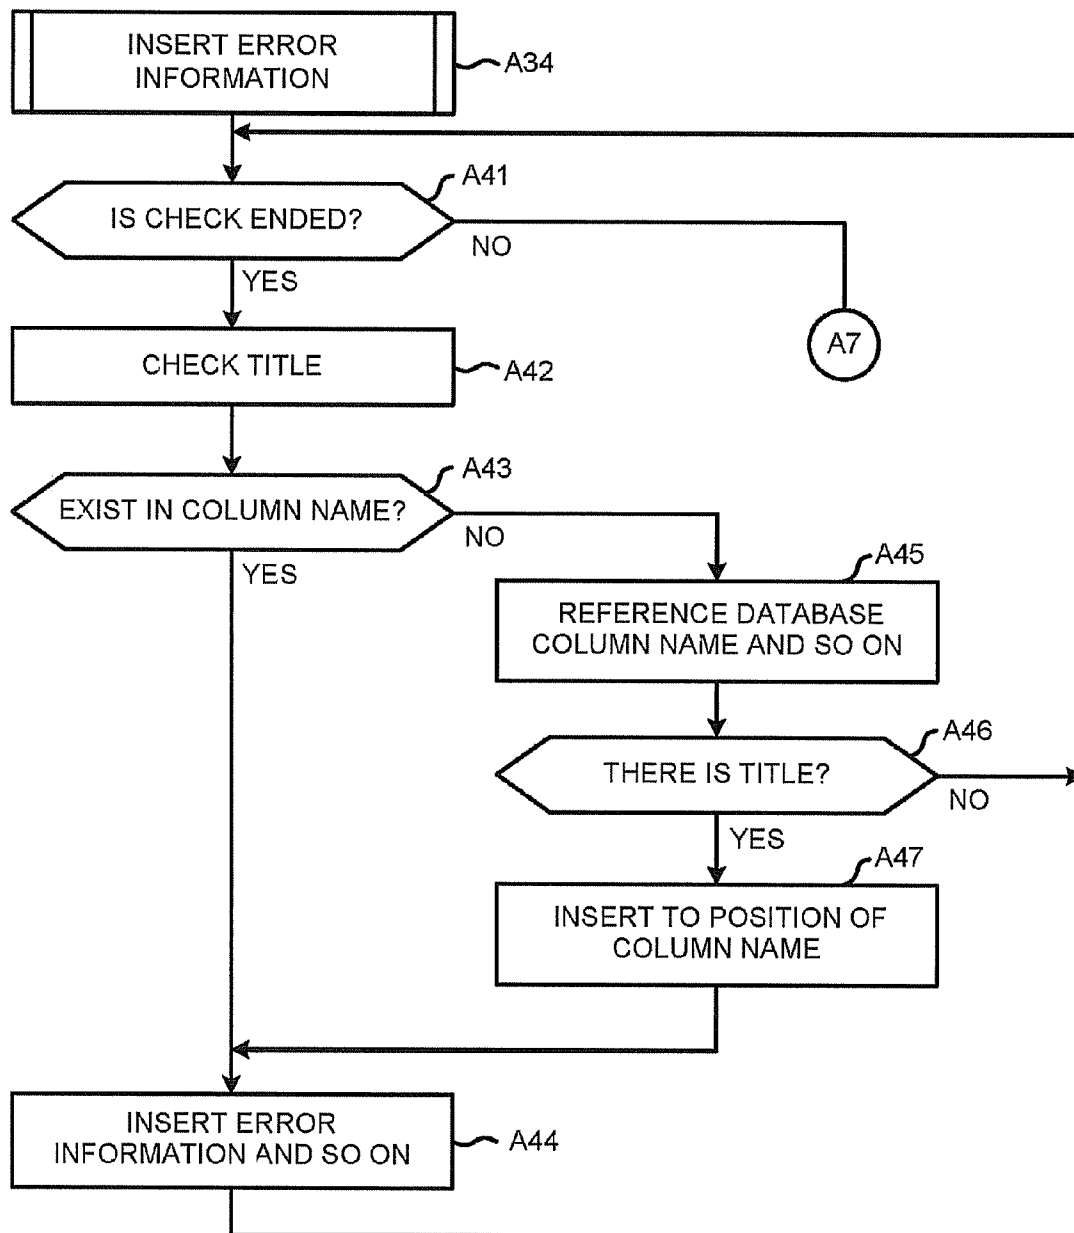 INSERT ERROR
INFORMATION
A34
A41
IS CHECK ENDED?
NO
YES
A7
CHECK TITLE
A42
A43
EXIST IN COLUMN NAME?
NO
YES
A45
REFERENCE DATABASE
COLUMN NAME AND SO ON
A46
THERE IS TITLE?
NO
YES
A47
INSERT TO POSITION OF
COLUMN NAME
INSERT ERROR
INFORMATION AND SO ON
A44